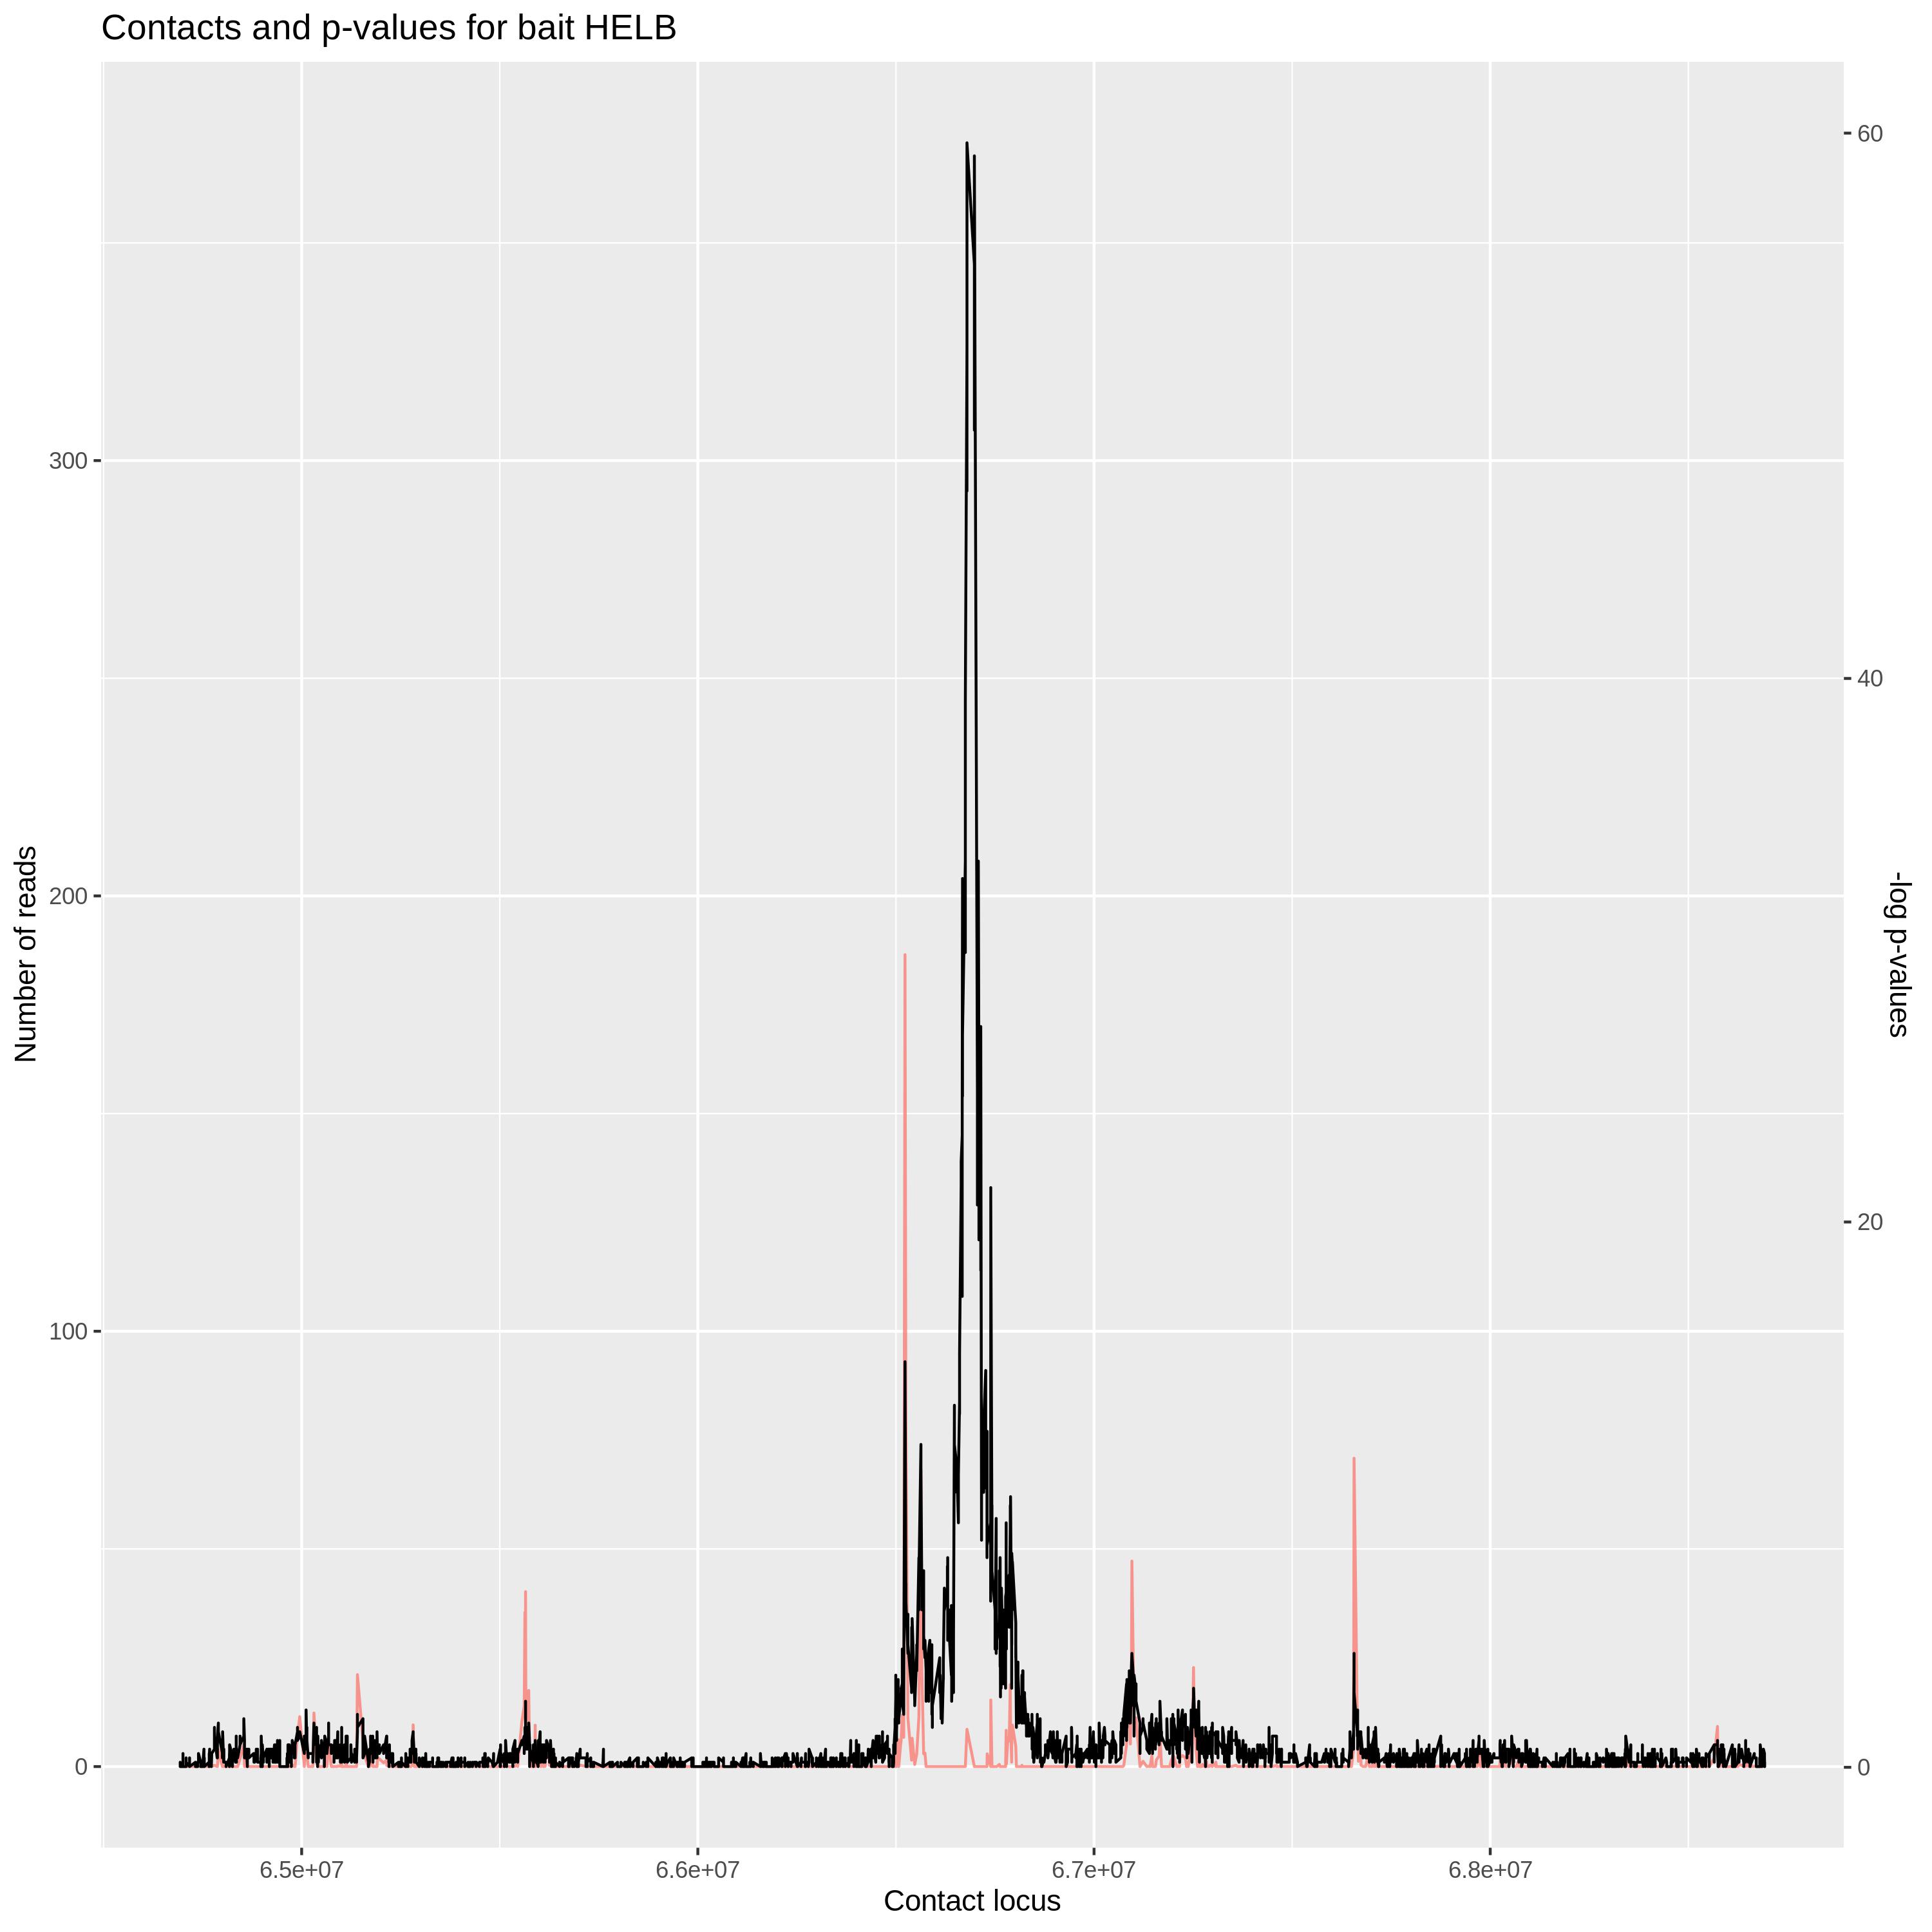 Contacts and p-values for bait HELB
Number of reads
300
200
100
0
60
40
20
0
-log p-values
6.5e+07
6.6e+07
6.7e+07
6.8e+07
Contact locus